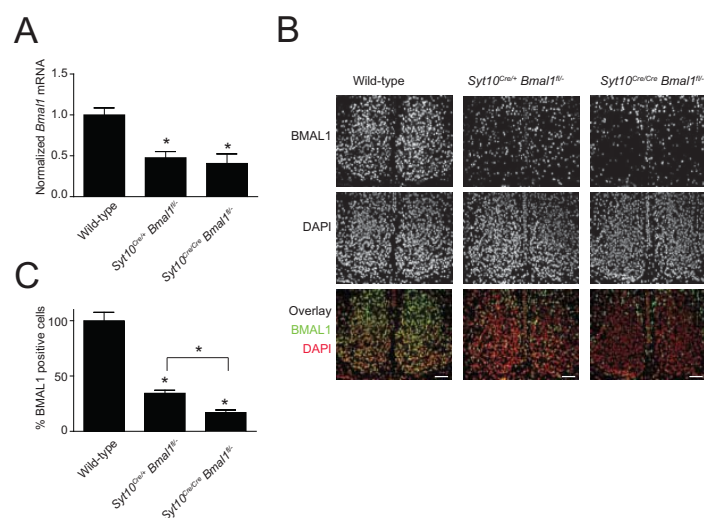 A
Normalized Bmal1 mRNA
1.5
1.0
0.5
0.0
*
*
Wild-type
Syt10Cre/+ Bmal1fl/-
Syt10Cre/Cre Bmal1fl/-
B
Wild-type
Syt10Cre/+ Bmal1fl/-
Syt10Cre/Cre Bmal1fl/-
BMAL1
DAPI
Overlay
BMAL1
DAPI
C
% BMAL1 positive cells
100
50
0
*
*
*
Wild-type
Syt10Cre/+ Bmal1fl/-
Syt10Cre/Cre Bmal1fl/-